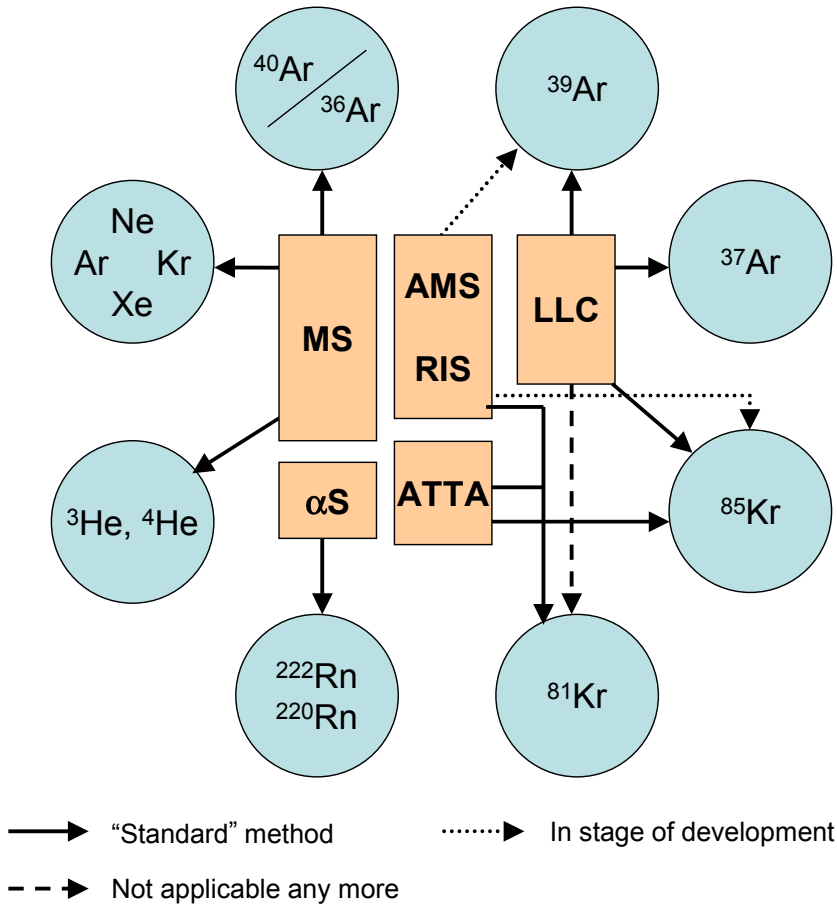 ⁴⁰Ar
³⁶Ar
³⁹Ar
Ne
Ar Kr
Xe
³⁷Ar
MS
AMS
RIS
LLC
³He, ⁴He
αS
ATTA
⁸⁵Kr
²²²Rn
²²⁰Rn
⁸¹Kr
“Standard” method
In stage of development
Not applicable any more